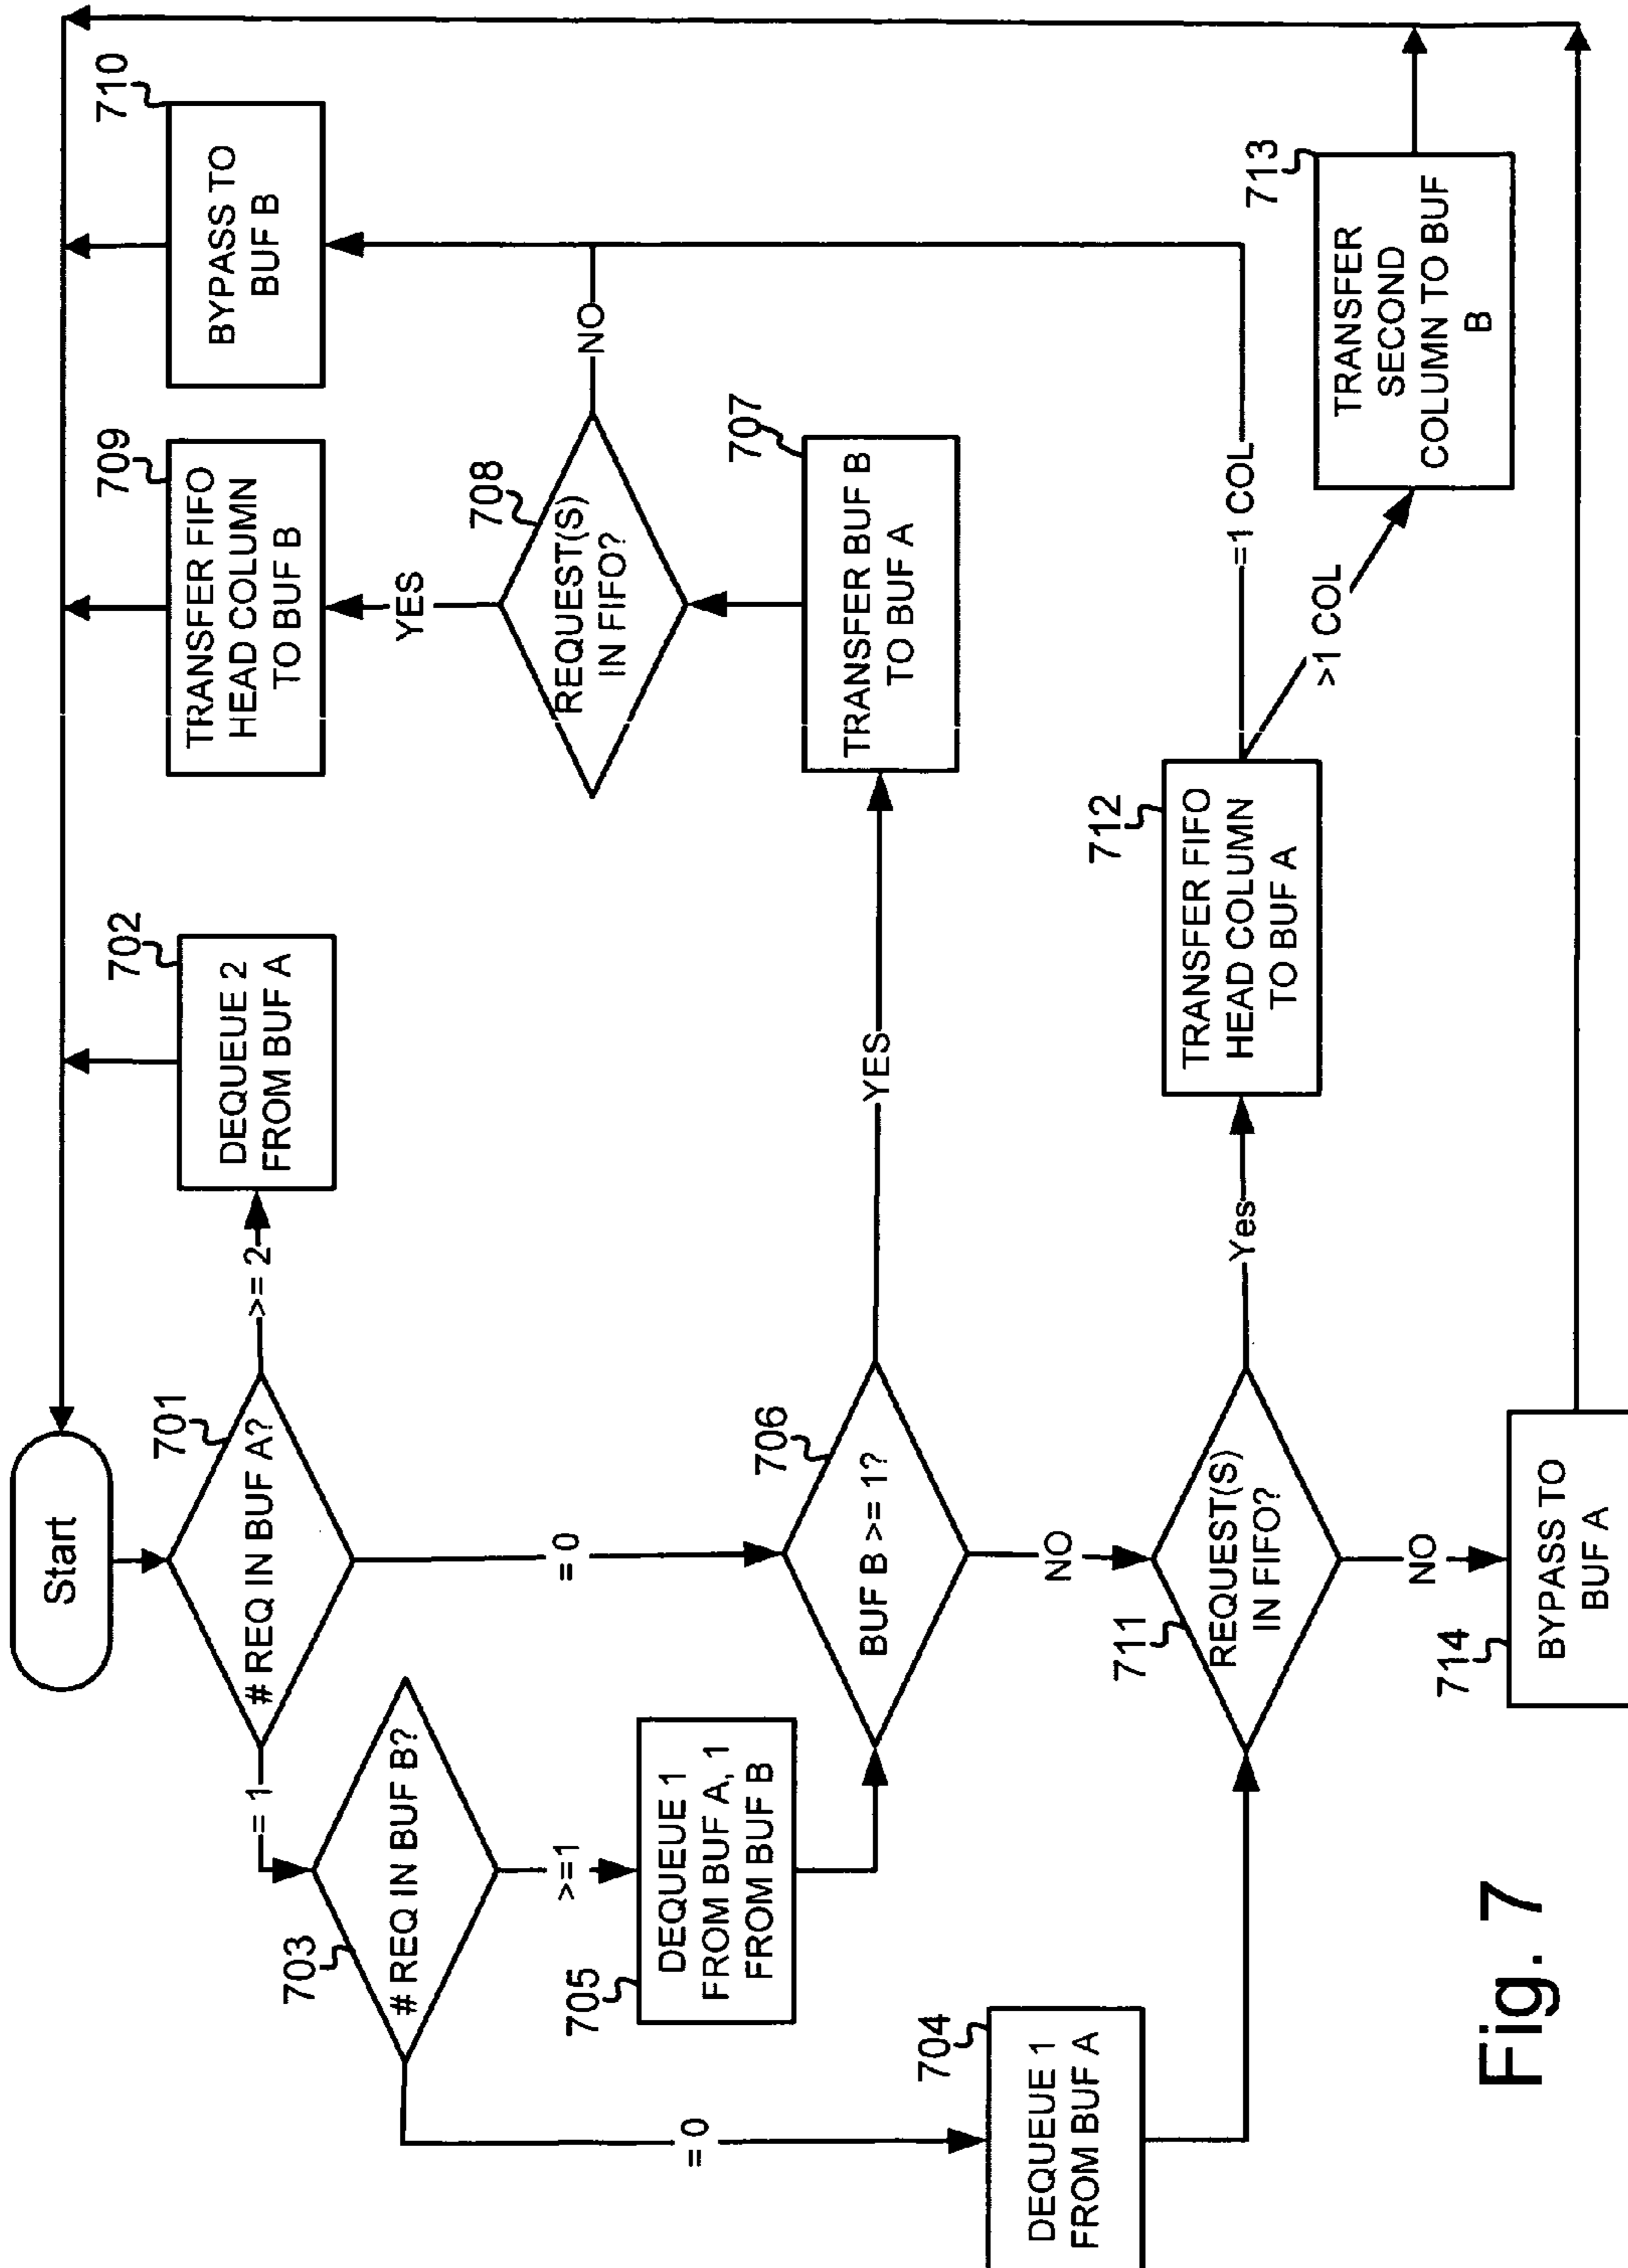 Start
701
# REQ IN BUF A?
>= 2
702
DEQUEUE 2
FROM BUF A
= 1
= 0
703
# REQ IN BUF B?
>=1
= 0
705
DEQUEUE 1
FROM BUF A, 1
FROM BUF B
704
DEQUEUE 1
FROM BUF A
706
BUF B >= 1?
YES
NO
707
TRANSFER BUF B
TO BUF A
708
REQUEST(S)
IN FIFO?
YES
NO
709
TRANSFER FIFO
HEAD COLUMN
TO BUF B
710
BYPASS TO
BUF B
711
REQUEST(S)
IN FIFO?
Yes
NO
712
TRANSFER FIFO
HEAD COLUMN
TO BUF A
=1 COL
>1 COL
713
TRANSFER
SECOND
COLUMN TO BUF
B
714
BYPASS TO
BUF A
Fig. 7